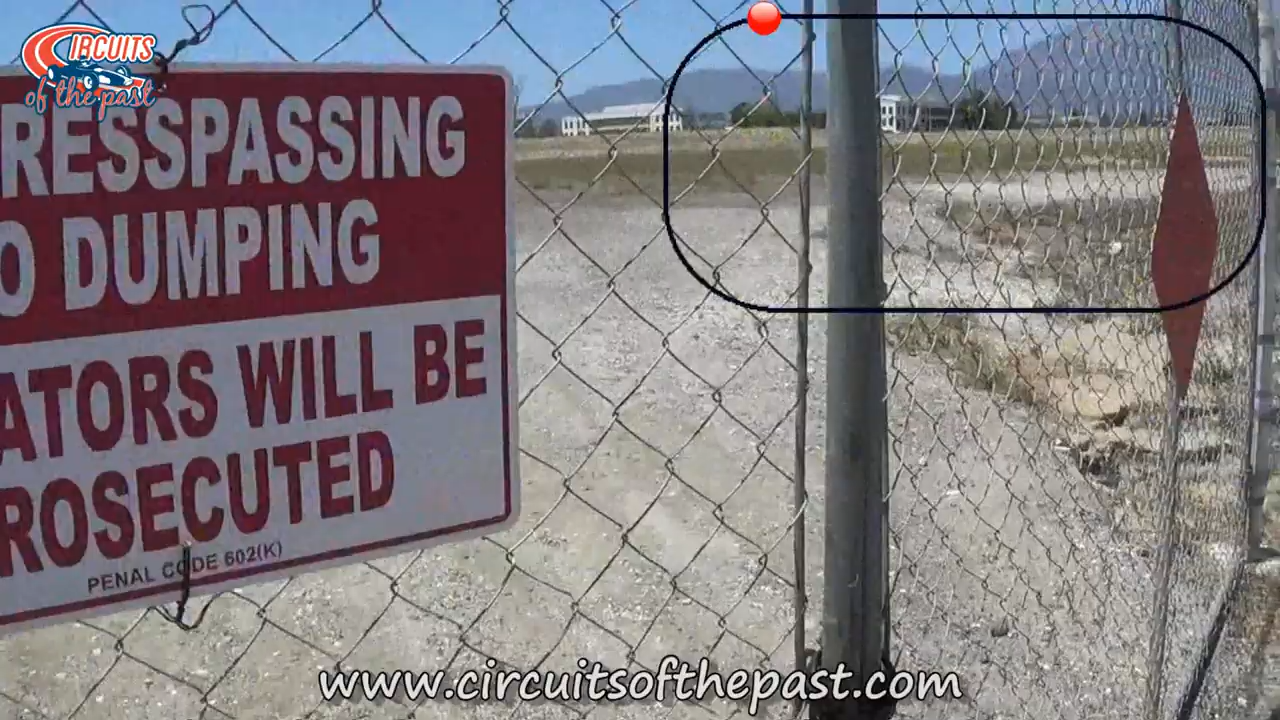 CIRCUITS
of the past
RESSPASSING
O DUMPING
ATORS WILL BE
ROSECUTED
PENAL CODE 602(K)
www.circuitsofthepast.com